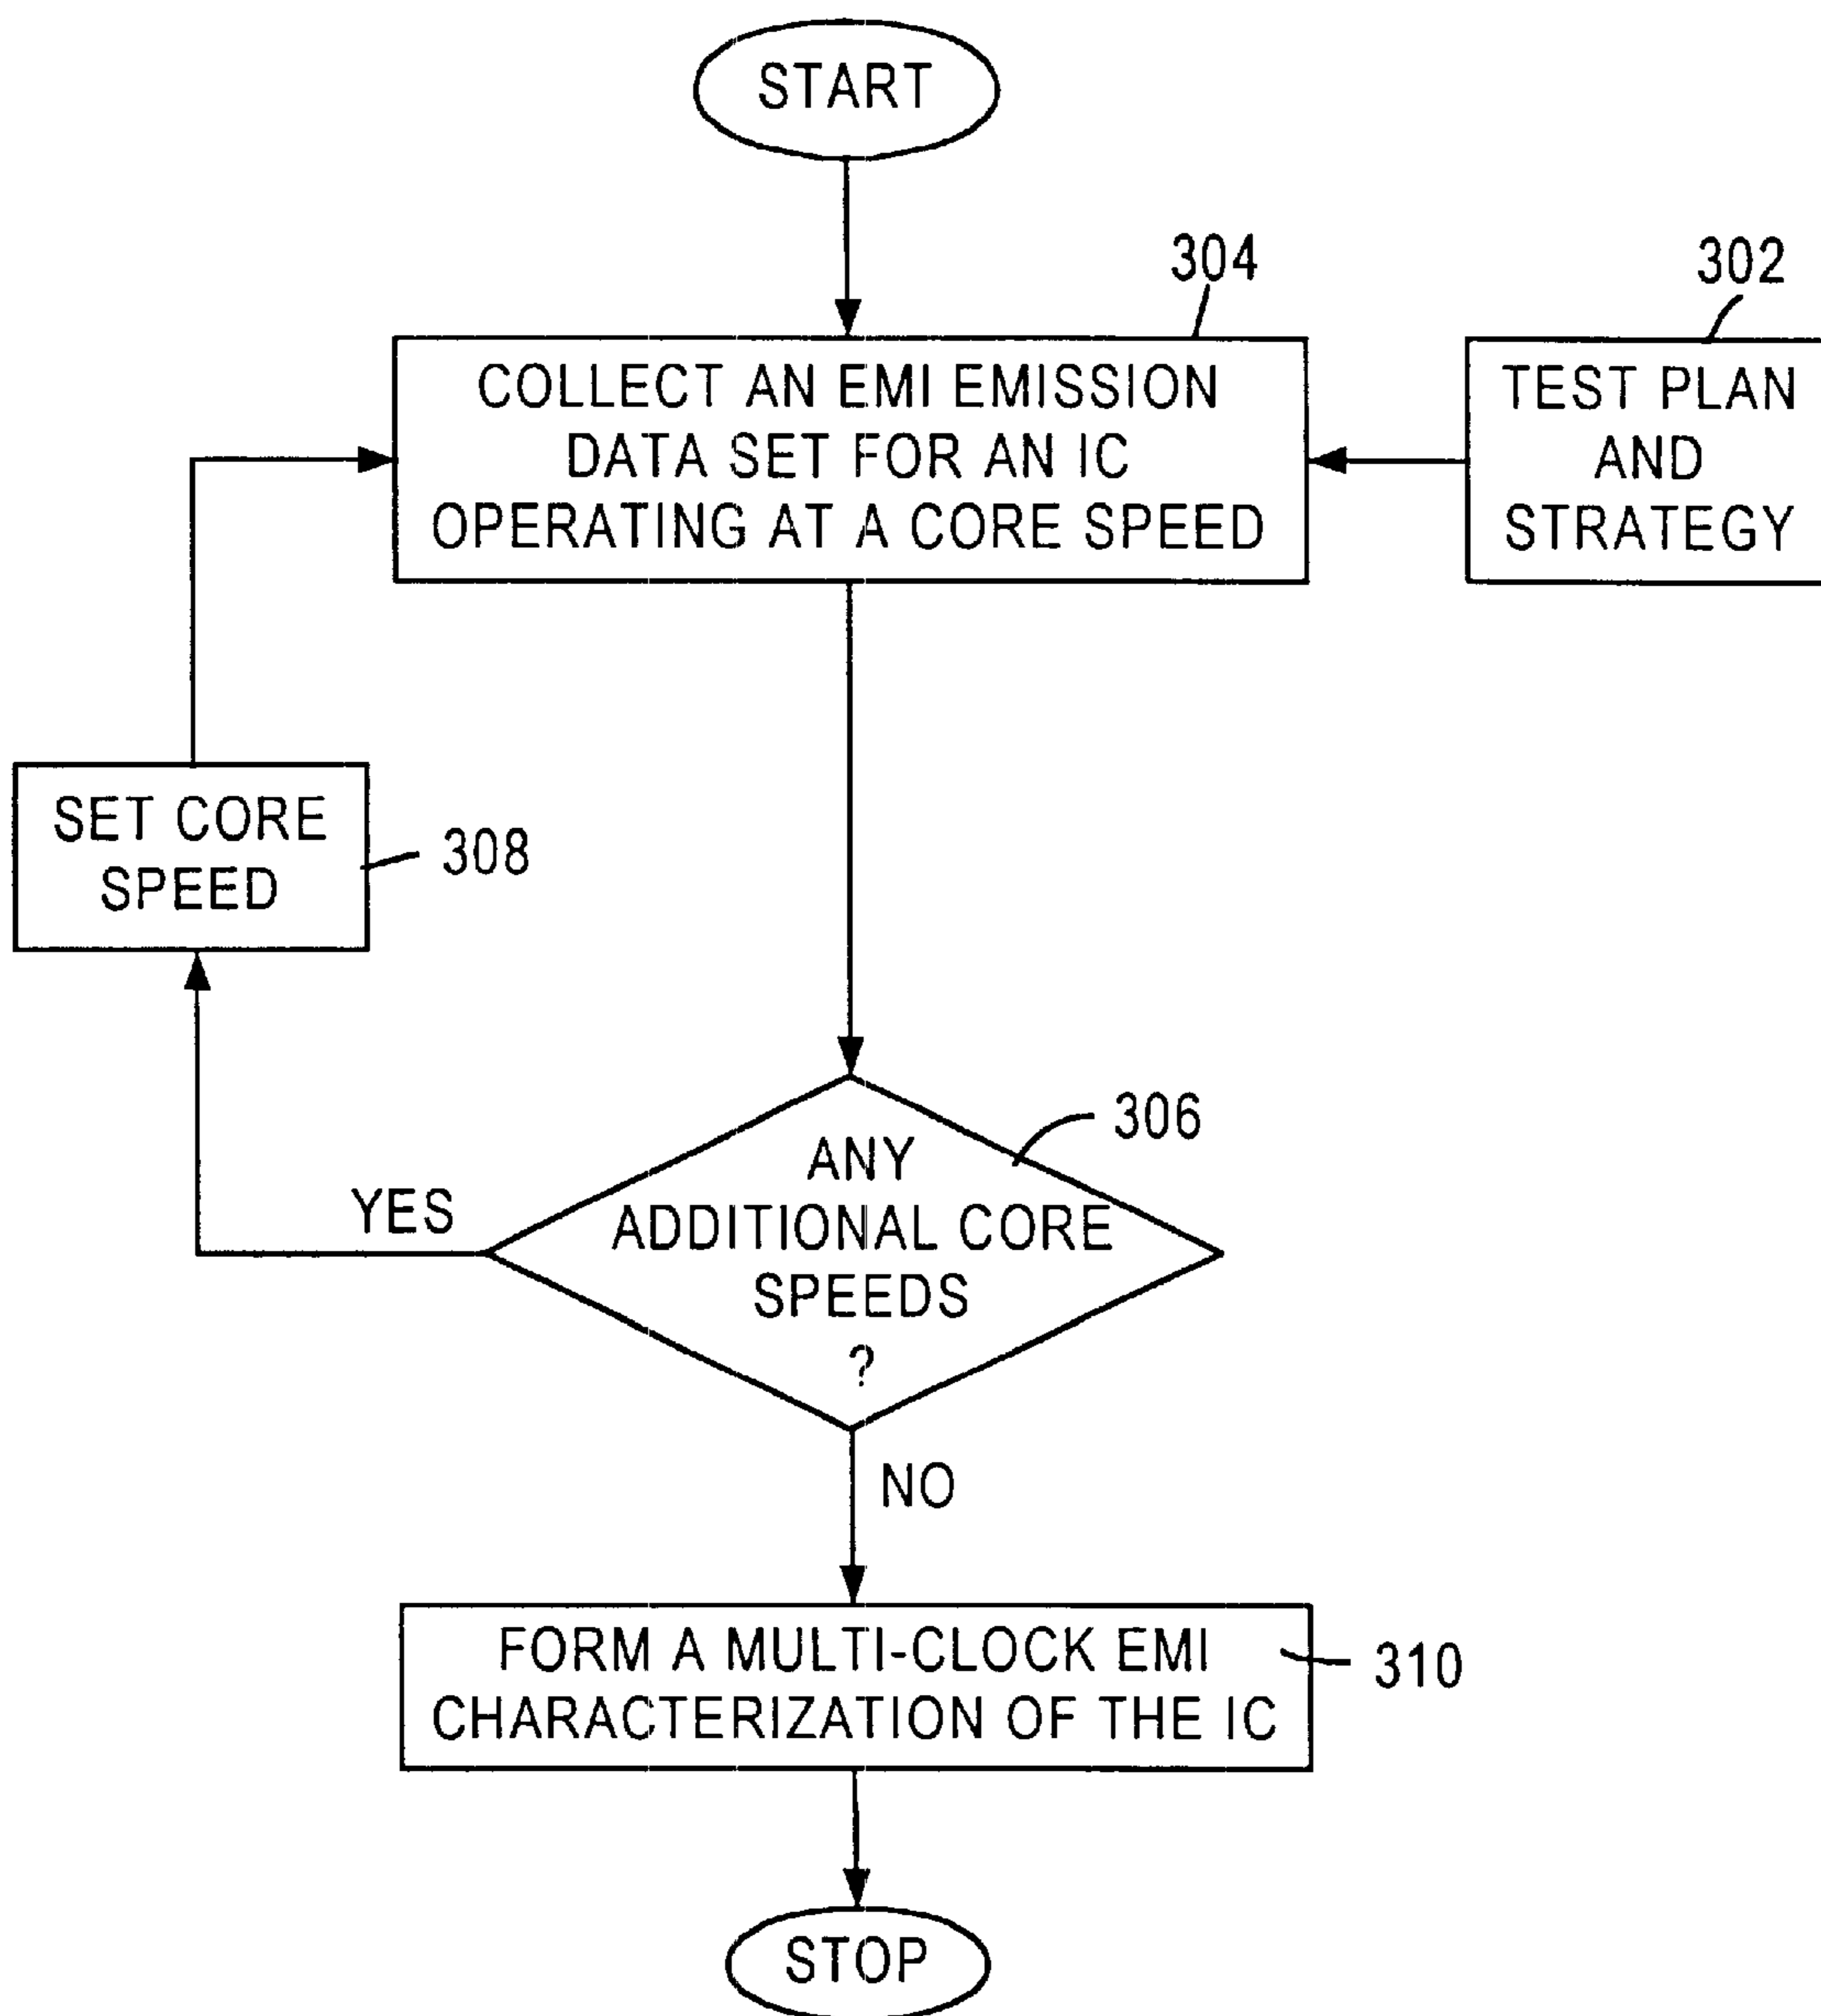 START
304
302
COLLECT AN EMI EMISSION
DATA SET FOR AN IC
OPERATING AT A CORE SPEED
TEST PLAN
AND
STRATEGY
SET CORE
SPEED
308
306
ANY
ADDITIONAL CORE
SPEEDS
?
YES
NO
FORM A MULTI-CLOCK EMI
CHARACTERIZATION OF THE IC
310
STOP